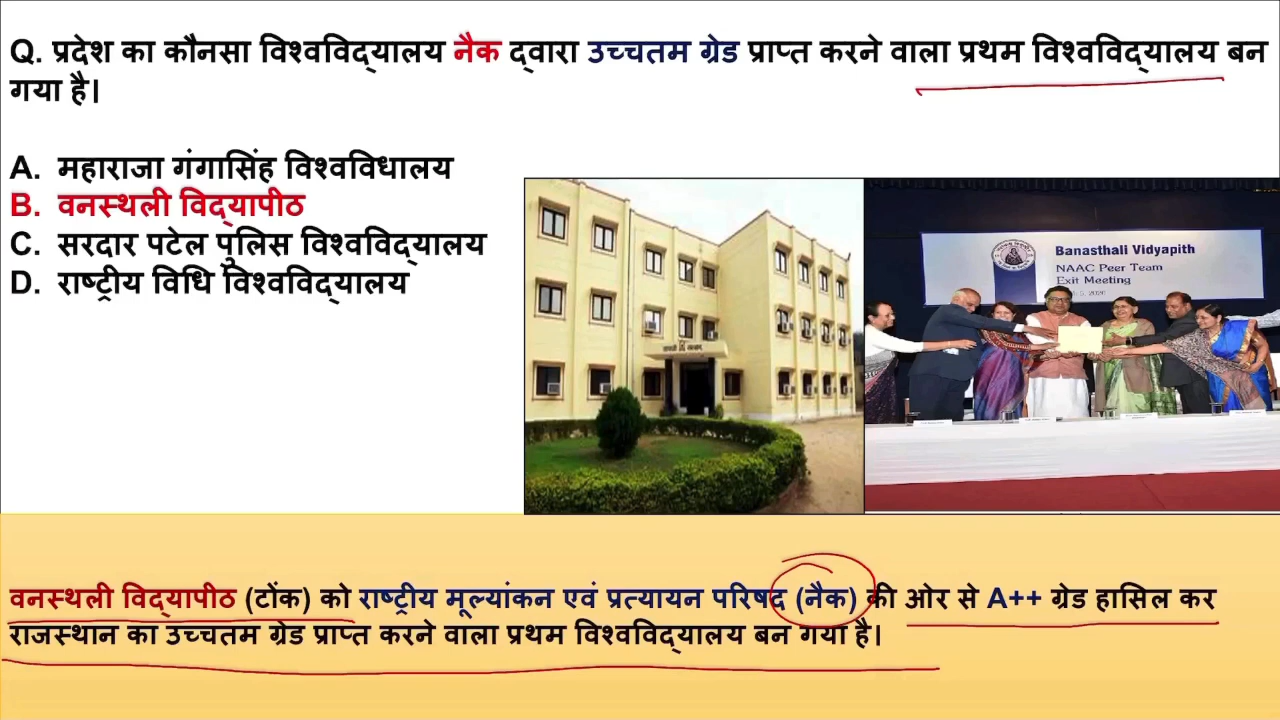 Q. प्रदेश का कौनसा विश्वविद्यालय नैक द्वारा उच्चतम ग्रेड प्राप्त करने वाला प्रथम विश्वविद्यालय बन
गया है।
A. महाराजा गंगासिंह विश्वविधालय
B. वनस्थली विद्यापीठ
C. सरदार पटेल पुलिस विश्वविद्यालय
D. राष्ट्रीय विधि विश्वविद्यालय
Banasthali Vidyapith
NAAC Peer Team
Exit Meeting
वनस्थली विद्यापीठ (टोंक) को राष्ट्रीय मूल्यांकन एवं प्रत्यायन परिषद (नैक) की ओर से A++ ग्रेड हासिल कर
राजस्थान का उच्चतम ग्रेड प्राप्त करने वाला प्रथम विश्वविद्यालय बन गया है।